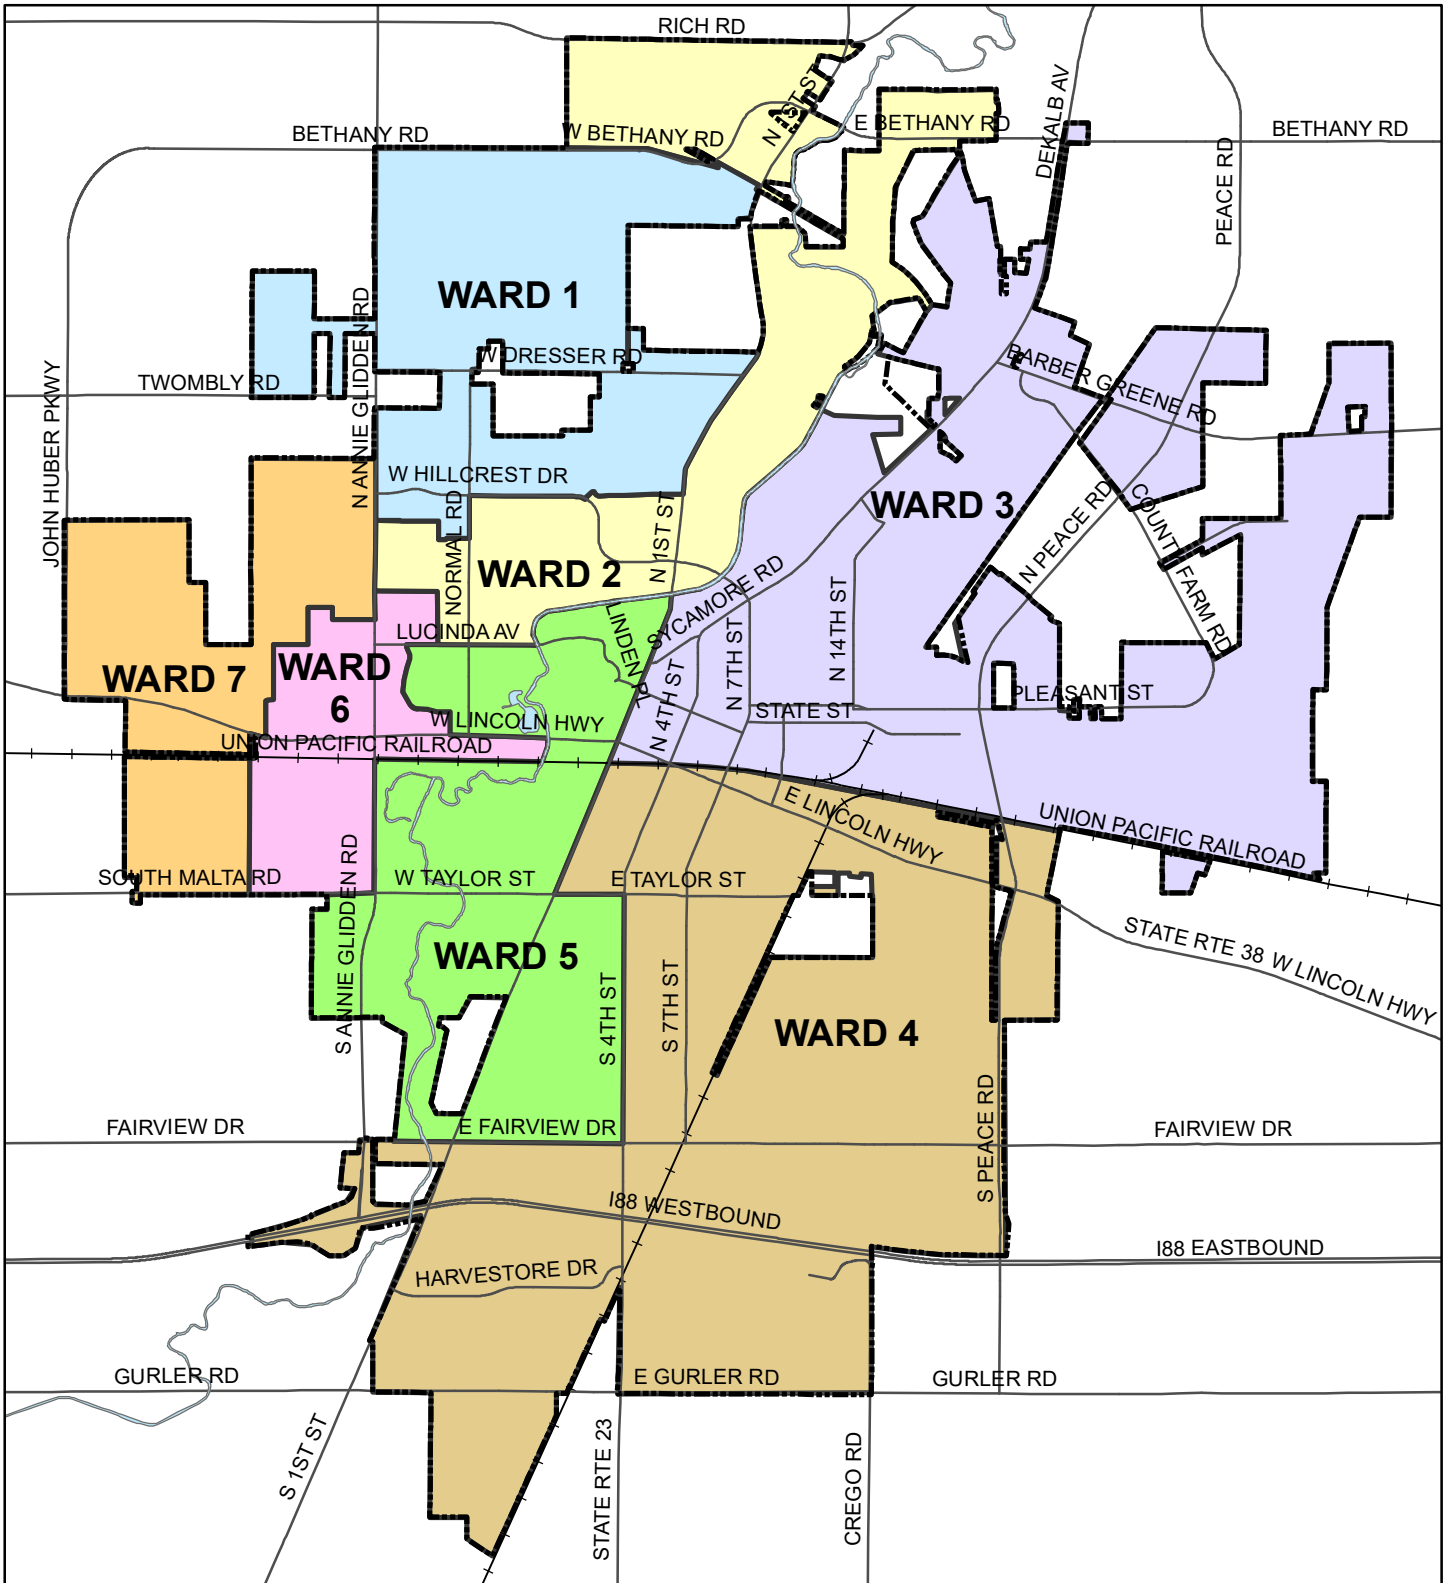 RICH RD
N 1ST ST
DEKALB AV
BETHANY RD
W BETHANY RD
E BETHANY RD
BETHANY RD
PEACE RD
WARD 1
N ANNIE GLIDDEN RD
W DRESSER RD
BARBER GREENE RD
JOHN HUBER PKWY
TWOMBLY RD
W HILLCREST DR
NORMAL RD
N 1ST ST
WARD 3
N PEACE RD
COUNTY FARM RD
WARD 2
SYCAMORE RD
LUCINDA AV
LINDEN PL
N 4TH ST
N 7TH ST
N 14TH ST
WARD 7
WARD
6
PLEASANT ST
STATE ST
W LINCOLN HWY
UNION PACIFIC RAILROAD
E LINCOLN HWY
UNION PACIFIC RAILROAD
SOUTH MALTA RD
S ANNIE GLIDDEN RD
W TAYLOR ST
E TAYLOR ST
STATE RTE 38 W LINCOLN HWY
WARD 5
S 4TH ST
S 7TH ST
WARD 4
S PEACE RD
FAIRVIEW DR
E FAIRVIEW DR
FAIRVIEW DR
I88 WESTBOUND
I88 EASTBOUND
HARVESTORE DR
GURLER RD
E GURLER RD
GURLER RD
S 1ST ST
STATE RTE 23
CREGO RD